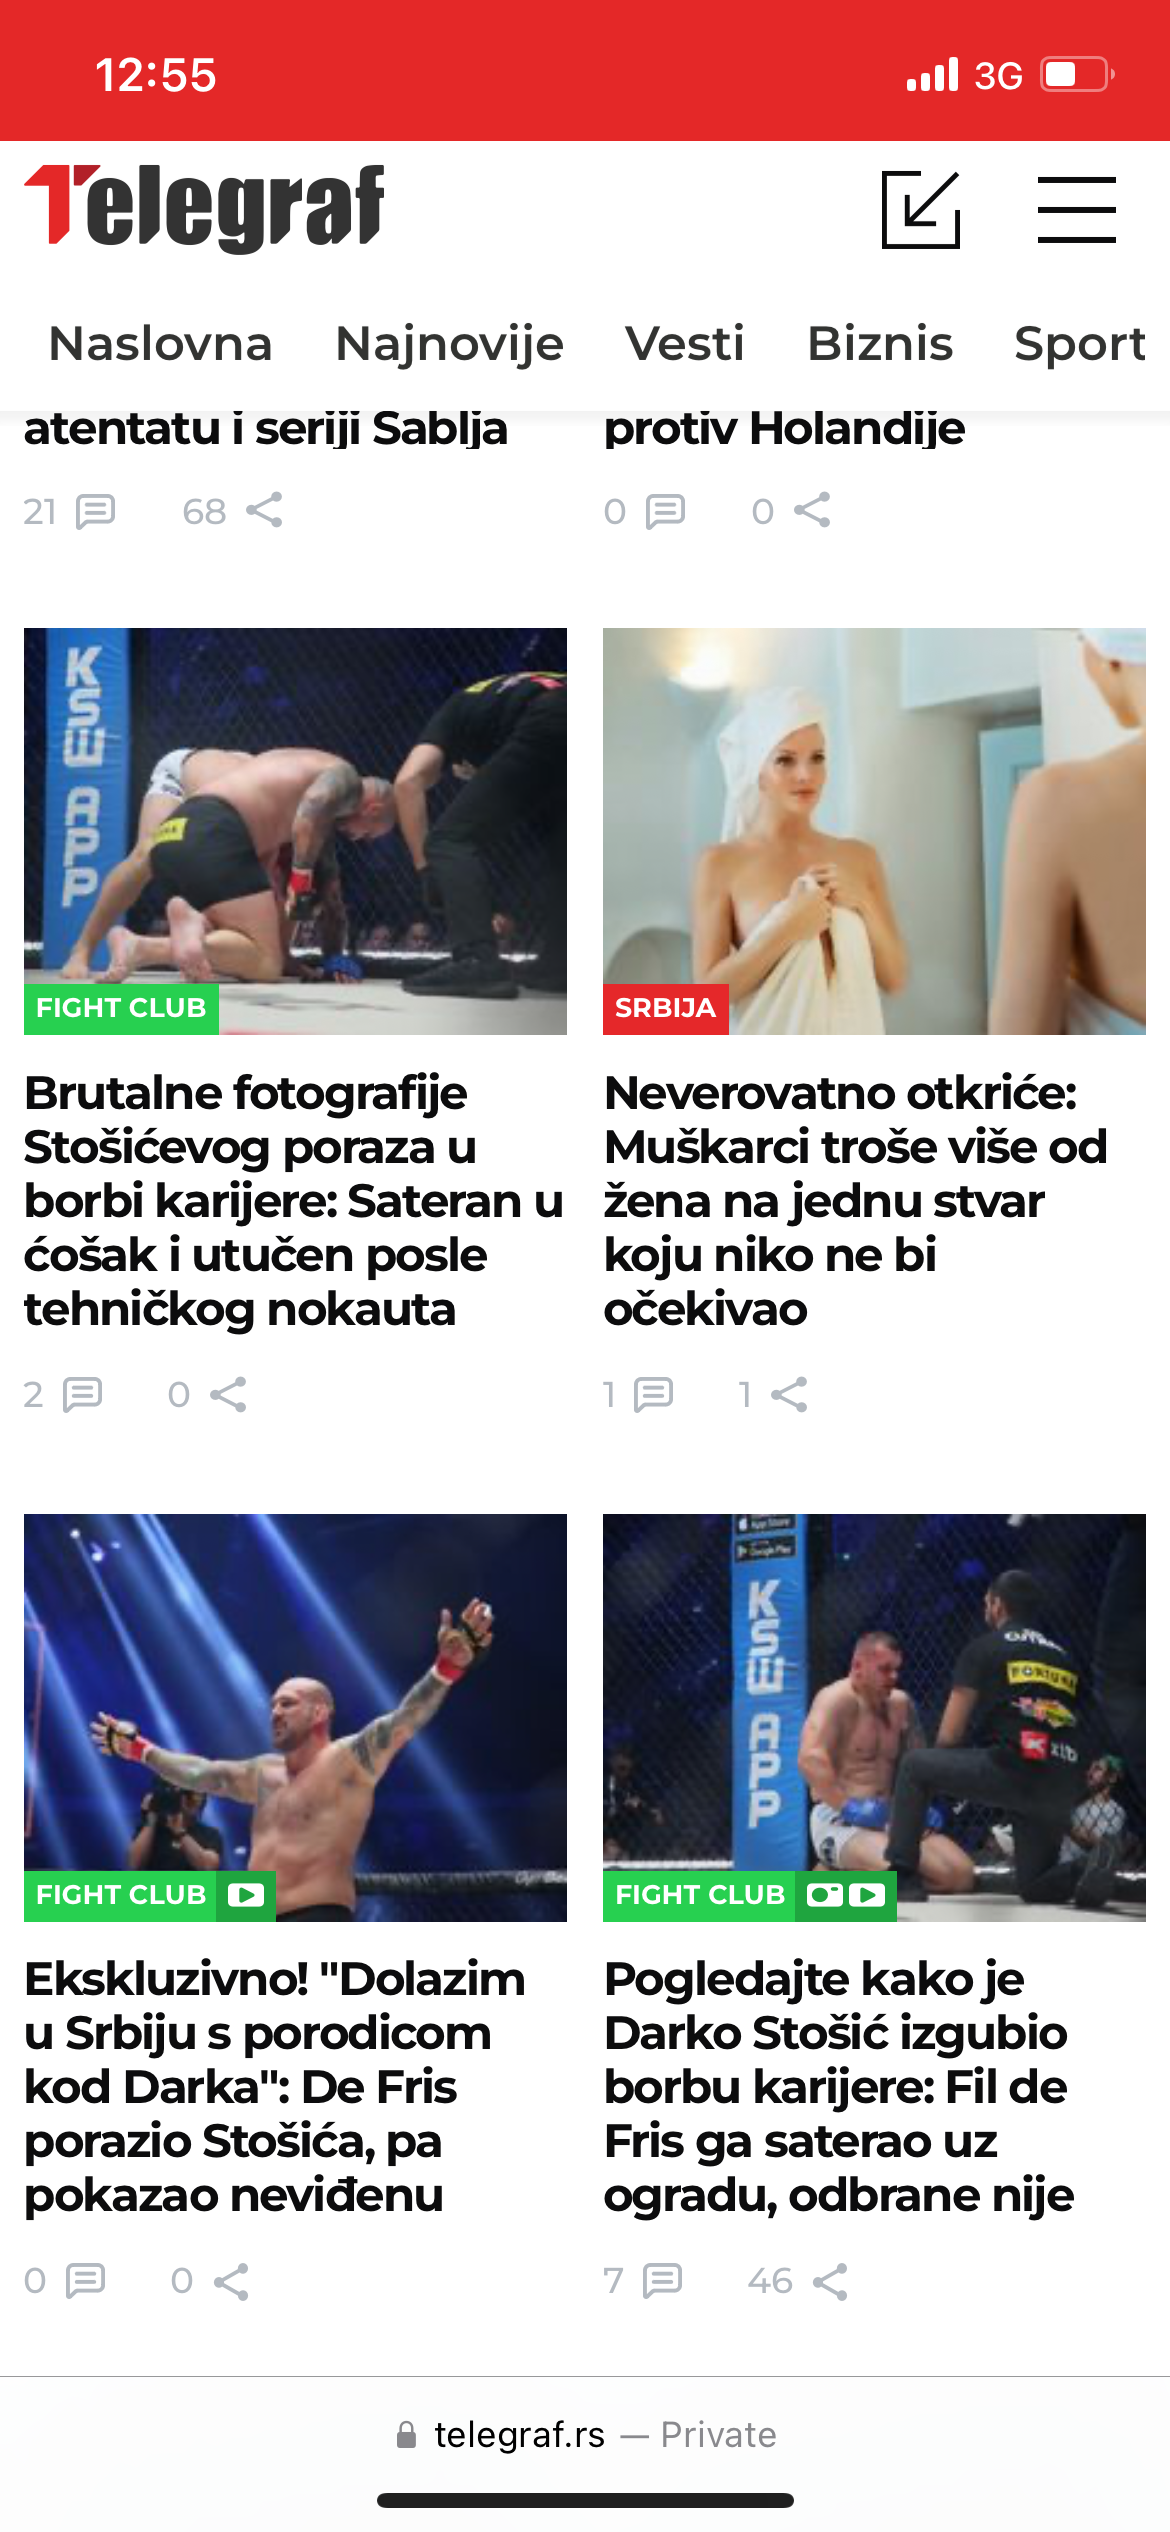 12:55
3G
Telegraf
Naslovna Najnovije Vesti Biznis Sport
atentatu i seriji Sablja
21 68
protiv Holandije
0 0
KSW APP
FIGHT CLUB
Brutalne fotografije
Stošićevog poraza u
borbi karijere: Sateran u
ćošak i utučen posle
tehničkog nokauta
2 0
SRBIJA
Neverovatno otkriće:
Muškarci troše više od
žena na jednu stvar
koju niko ne bi
očekivao
1 1
FIGHT CLUB
Ekskluzivno! "Dolazim
u Srbiju s porodicom
kod Darka": De Fris
porazio Stošića, pa
pokazao neviđenu
0 0
App Store
Google Play
KSW APP
FORTUNA
FIGHT CLUB
Pogledajte kako je
Darko Stošić izgubio
borbu karijere: Fil de
Fris ga saterao uz
ogradu, odbrane nije
7 46
telegraf.rs — Private